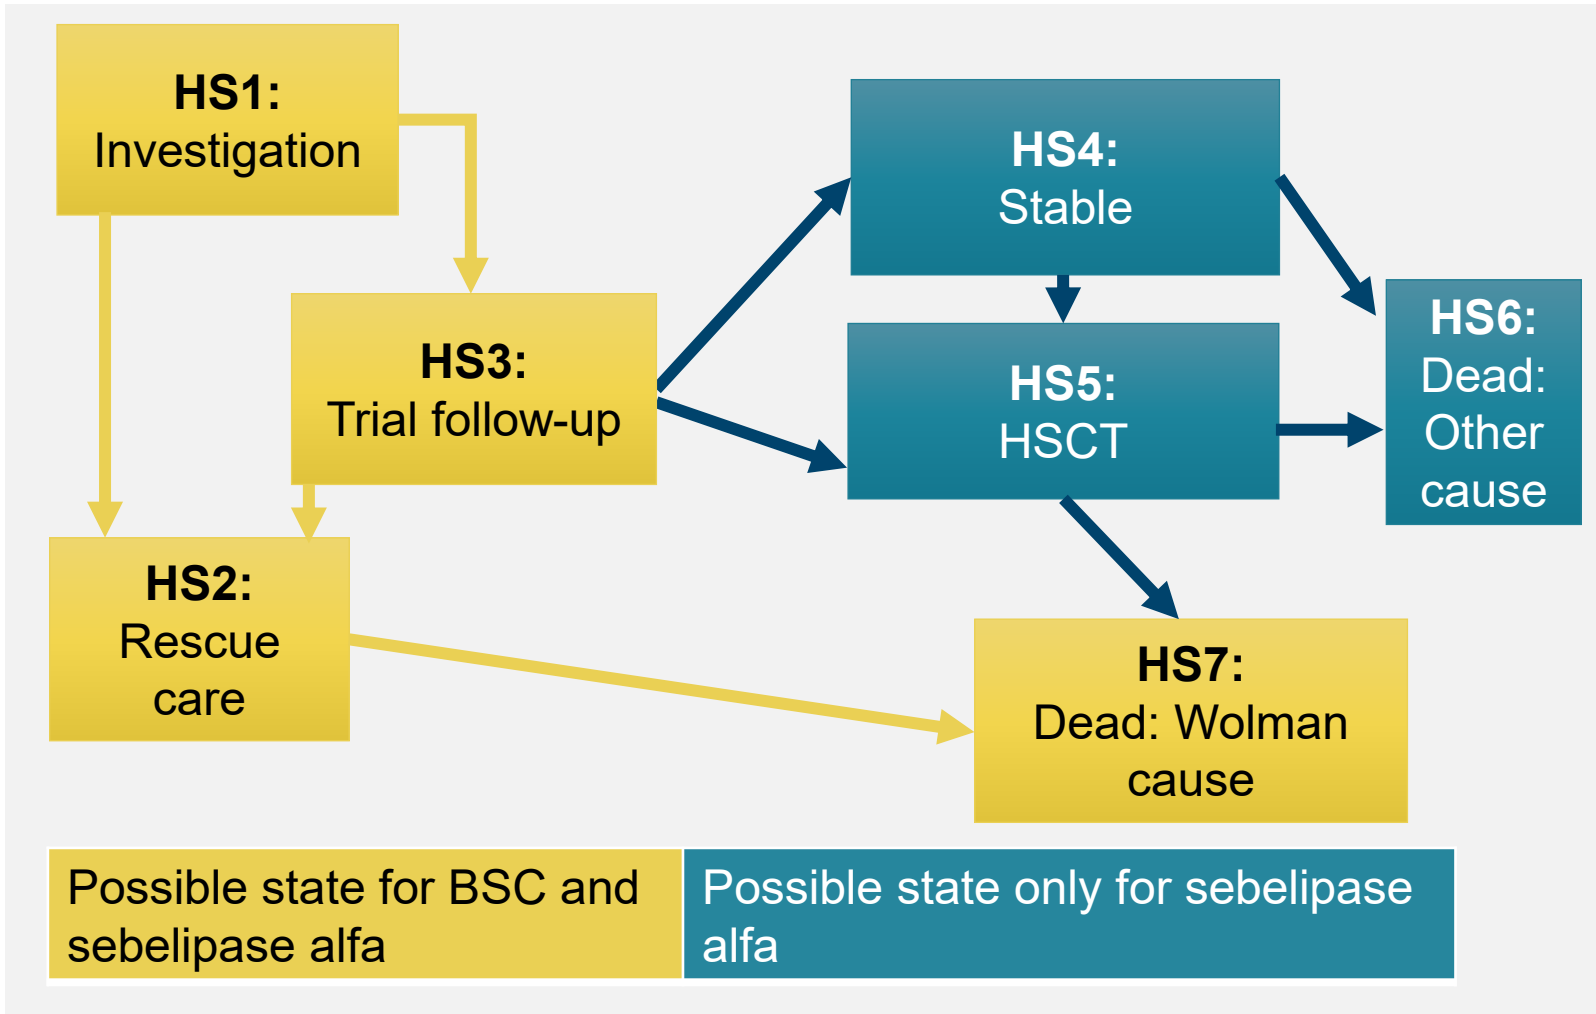 HS1:
Investigation
HS4:
Stable
HS3:
Trial follow-up
HS5:
HSCT
HS6:
Dead:
Other
cause
HS2:
Rescue
care
HS7:
Dead: Wolman
cause
Possible state for BSC and
sebelipase alfa
Possible state only for sebelipase
alfa